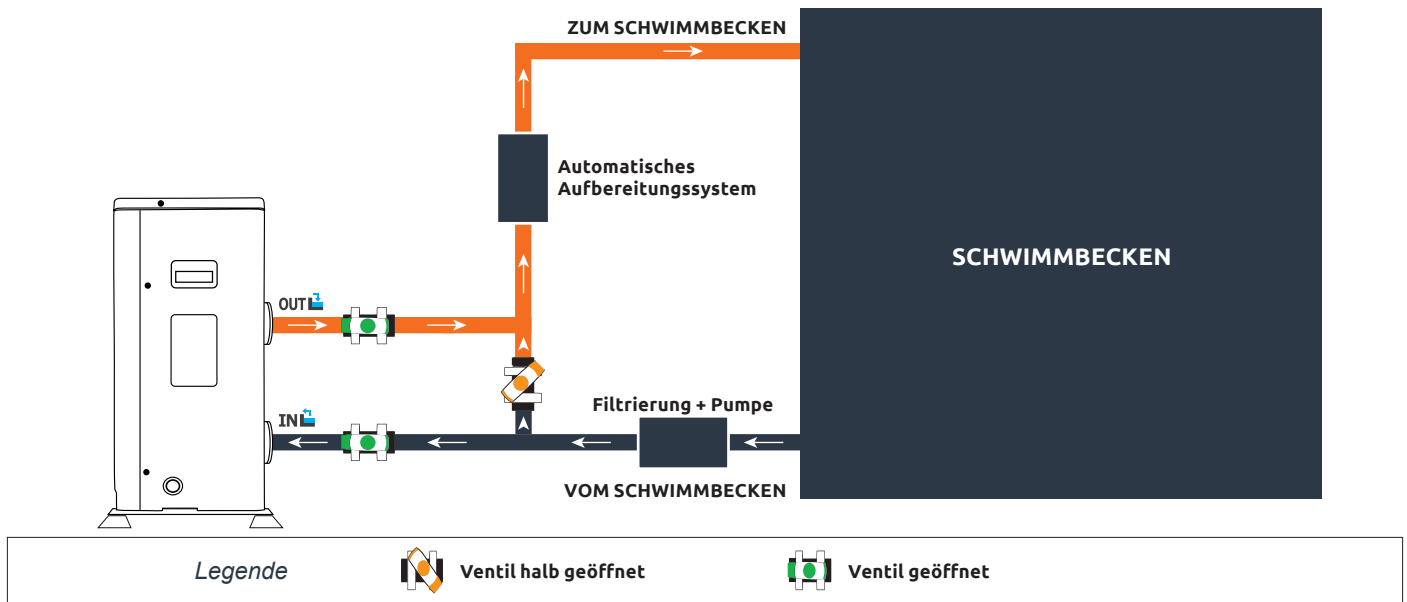 ZUM SCHWIMMBECKEN
Automatisches
Aufbereitungssystem
SCHWIMMBECKEN
OUT
IN
Filtrierung + Pumpe
VOM SCHWIMMBECKEN
Legende
Ventil halb geöffnet
Ventil geöffnet